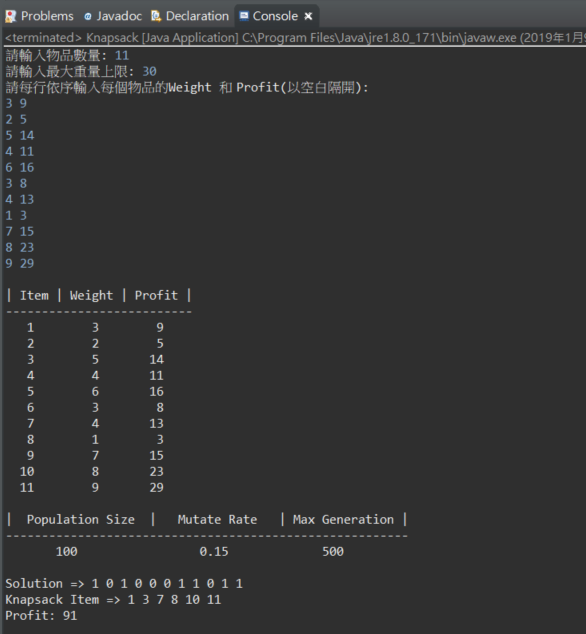 Problems Javadoc Declaration Console
<terminated> Knapsack [Java Application] C:\Program Files\Java\jre1.8.0_171\bin\javaw.exe (2019年1月
請輸入物品數量: 11
請輸入最大重量上限: 30
請每行依序輸入每個物品的Weight 和 Profit(以空白隔開):
3 9
2 5
5 14
4 11
6 16
3 8
4 13
1 3
7 15
8 23
9 29
| Item | Weight | Profit |
--------------------------
1 3 9
2 2 5
3 5 14
4 4 11
5 6 16
6 3 8
7 4 13
8 1 3
9 7 15
10 8 23
11 9 29
| Population Size | Mutate Rate | Max Generation |
--------------------------------------------------------
100 0.15 500
Solution => 1 0 1 0 0 0 1 1 0 1 1
Knapsack Item => 1 3 7 8 10 11
Profit: 91